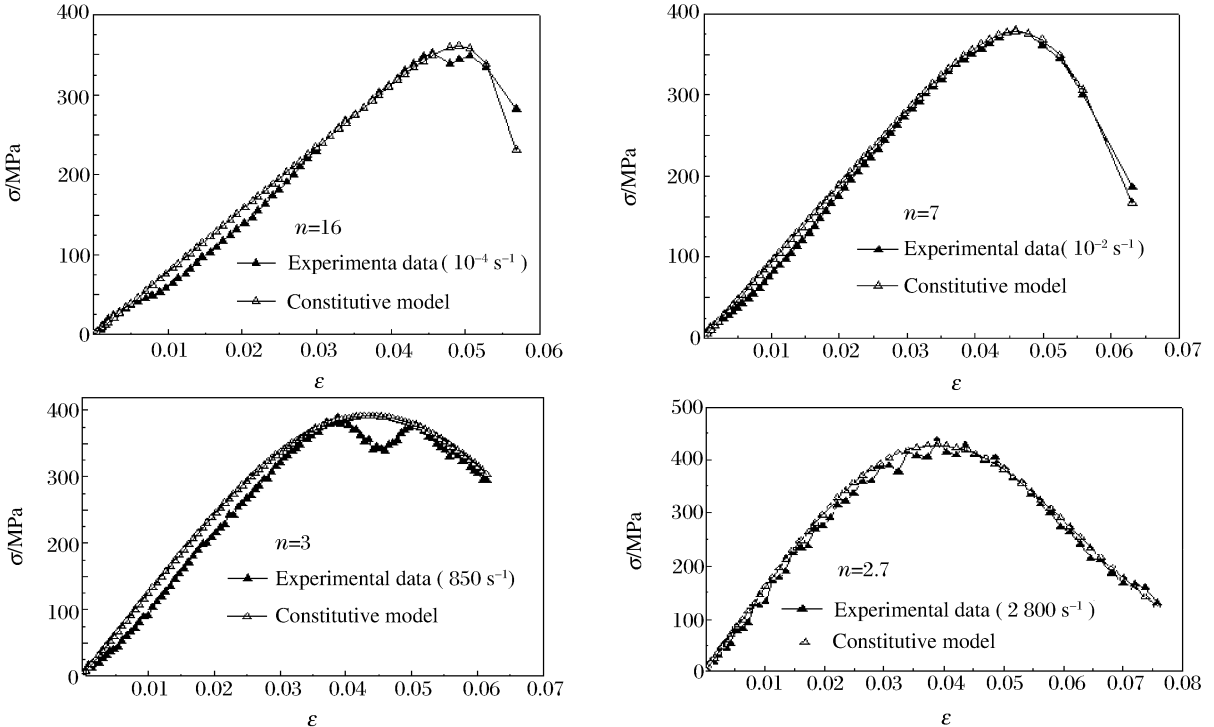 400
300
200
100
0
0.01 0.02 0.03 0.04 0.05 0.06
σ/MPa
ε
n=16
Experimenta data ( 10⁻⁴ s⁻¹ )
Constitutive model
400
300
200
100
0
0.01 0.02 0.03 0.04 0.05 0.06 0.07
σ/MPa
ε
n=7
Experimental data( 10⁻² s⁻¹)
Constitutive model
400
300
200
100
0
0.01 0.02 0.03 0.04 0.05 0.06 0.07
σ/MPa
ε
n=3
Experimental data ( 850 s⁻¹)
Constitutive model
500
400
300
200
100
0
0.01 0.02 0.03 0.04 0.05 0.06 0.07 0.08
σ/MPa
ε
n=2.7
Experimental data ( 2 800 s⁻¹ )
Constitutive model